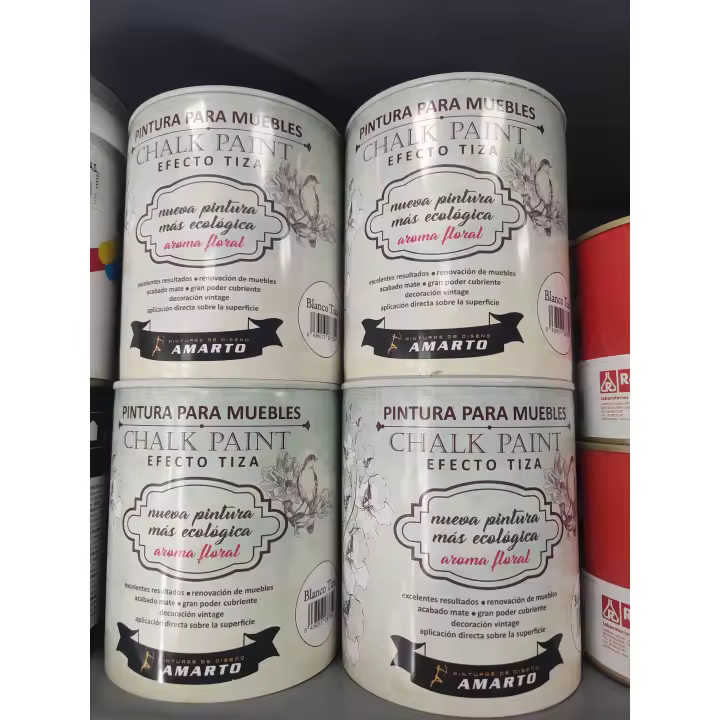 PINTURA PARA MUEBLES
CHALK PAINT
EFECTO TIZA
nueva pintura
más ecológica
aroma floral
excelentes resultados • renovación de muebles
acabado mate • gran poder cubriente
decoración vintage
aplicación directa sobre la superficie
Blanco
PINTURAS DE DISEÑO
AMARTO
PINTURA PARA MUEBLES
CHALK PAINT
EFECTO TIZA
nueva pintura
más ecológica
aroma floral
excelentes resultados • renovación de muebles
acabado mate • gran poder cubriente
decoración vintage
aplicación directa sobre la superficie
Blanco
PINTURAS DE DISEÑO
AMARTO
PINTURA PARA MUEBLES
CHALK PAINT
EFECTO TIZA
nueva pintura
más ecológica
aroma floral
excelentes resultados • renovación de muebles
acabado mate • gran poder cubriente
decoración vintage
aplicación directa sobre la superficie
Blanco
PINTURAS DE DISEÑO
AMARTO
PINTURA PARA MUEBLES
CHALK PAINT
EFECTO TIZA
nueva pintura
más ecológica
aroma floral
excelentes resultados • renovación de muebles
acabado mate • gran poder cubriente
decoración vintage
aplicación directa sobre la superficie
PINTURAS DE DISEÑO
AMARTO